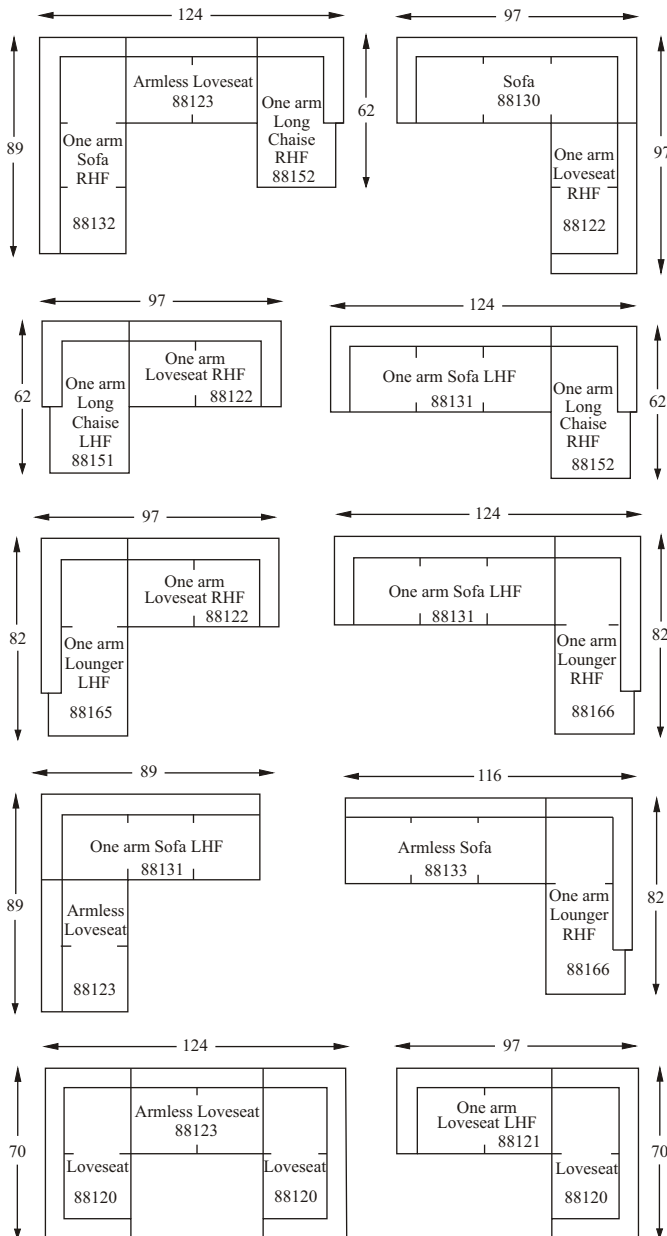 124
89
Armless Loveseat
88123
One arm
Sofa
RHF
88132
One arm
Long
Chaise
RHF
88152
62
97
Sofa
88130
One arm
Loveseat
RHF
88122
97
97
62
One arm
Loveseat RHF
88122
One arm
Long
Chaise
LHF
88151
124
One arm Sofa LHF
88131
One arm
Long
Chaise
RHF
88152
62
97
82
One arm
Loveseat RHF
88122
One arm
Lounger
LHF
88165
124
One arm Sofa LHF
88131
One arm
Lounger
RHF
88166
82
89
89
One arm Sofa LHF
88131
Armless
Loveseat
88123
116
Armless Sofa
88133
One arm
Lounger
RHF
88166
82
124
70
Armless Loveseat
88123
Loveseat
88120
Loveseat
88120
97
One arm
Loveseat LHF
88121
Loveseat
88120
70